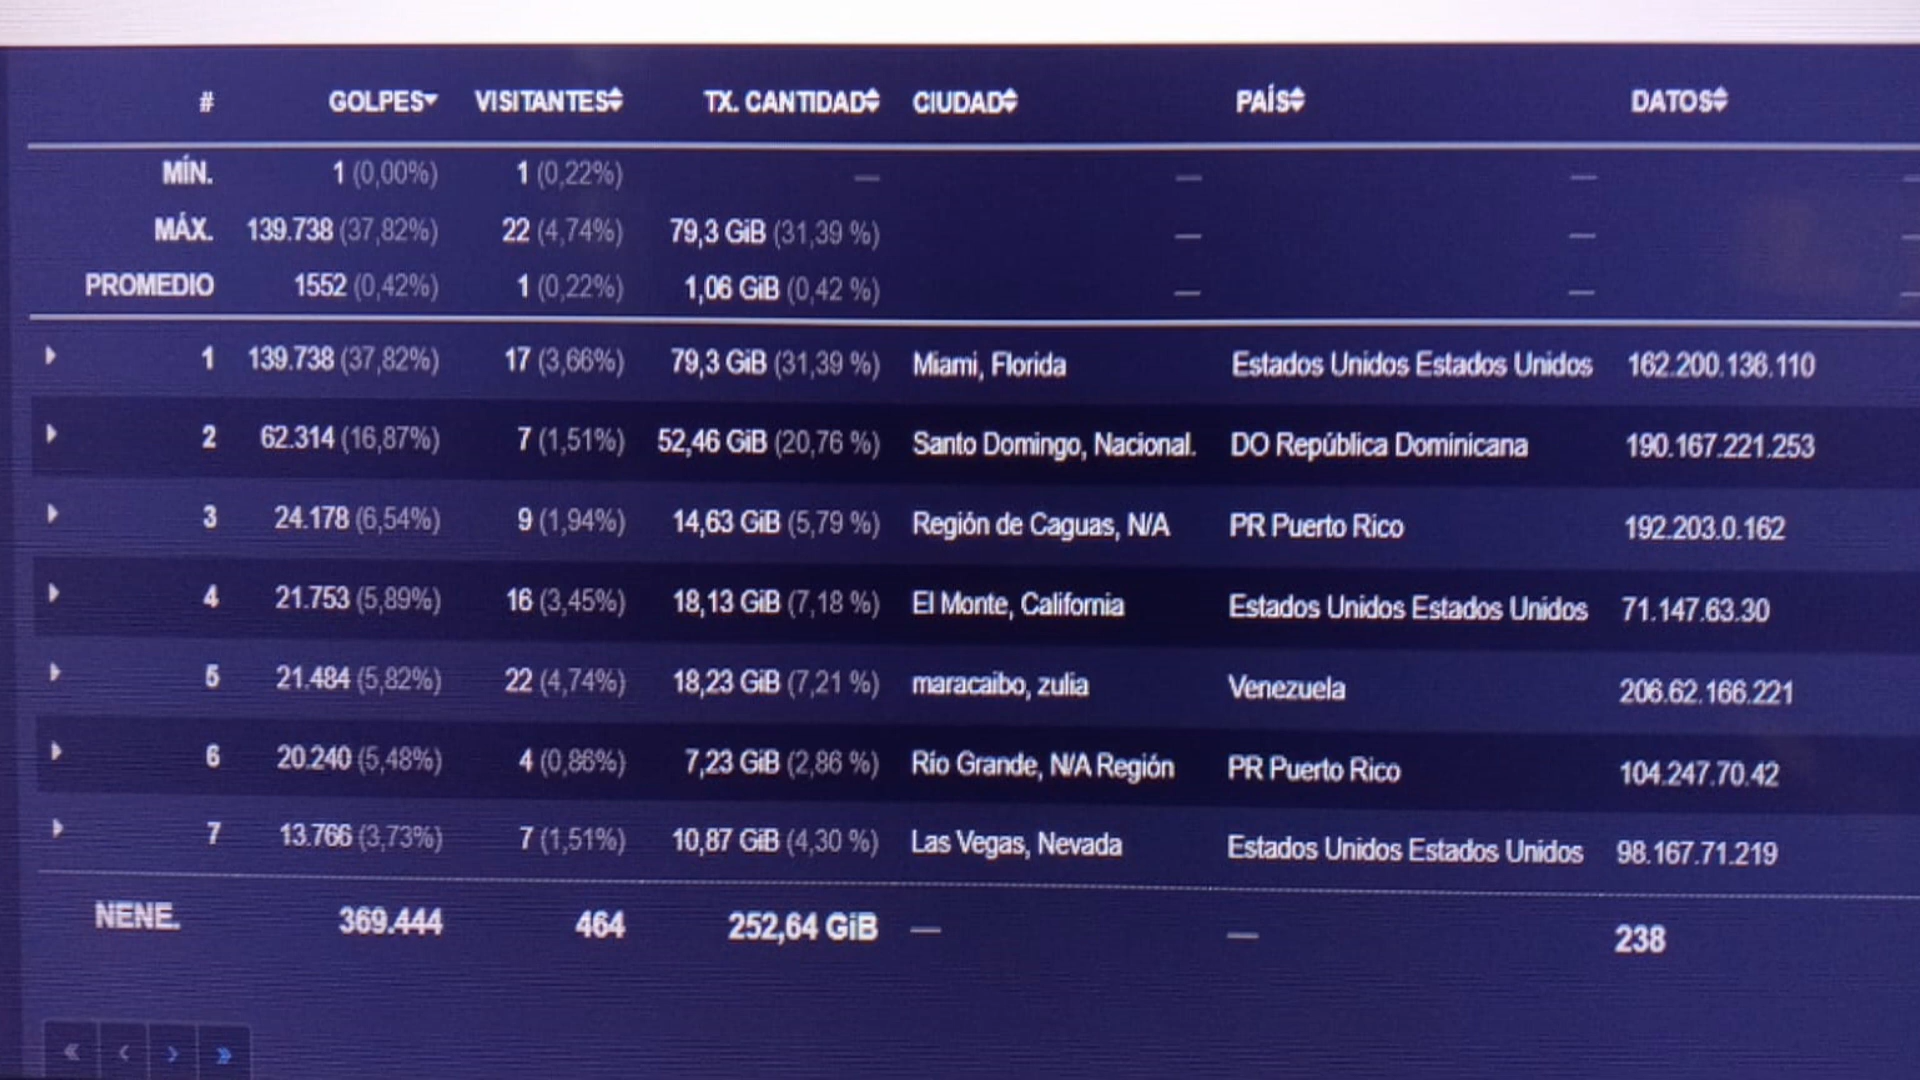 # GOLPES VISITANTES TX. CANTIDAD CIUDAD PAÍS DATOS
MÍN. 1 (0,00%) 1 (0,22%) — — —
MÁX. 139.738 (37,82%) 22 (4,74%) 79,3 GiB (31,39 %) — — —
PROMEDIO 1552 (0,42%) 1 (0,22%) 1,06 GiB (0,42 %) — — —
1 139.738 (37,82%) 17 (3,66%) 79,3 GiB (31,39 %) Miami, Florida Estados Unidos Estados Unidos 162.200.136.110
2 62.314 (16,87%) 7 (1,51%) 52,46 GiB (20,76 %) Santo Domingo, Nacional. DO República Dominicana 190.167.221.253
3 24.178 (6,54%) 9 (1,94%) 14,63 GiB (5,79 %) Región de Caguas, N/A PR Puerto Rico 192.203.0.162
4 21.753 (5,89%) 16 (3,45%) 18,13 GiB (7,18 %) El Monte, California Estados Unidos Estados Unidos 71.147.63.30
5 21.484 (5,82%) 22 (4,74%) 18,23 GiB (7,21 %) maracaibo, zulia Venezuela 206.62.166.221
6 20.240 (5,48%) 4 (0,86%) 7,23 GiB (2,86 %) Río Grande, N/A Región PR Puerto Rico 104.247.70.42
7 13.766 (3,73%) 7 (1,51%) 10,87 GiB (4,30 %) Las Vegas, Nevada Estados Unidos Estados Unidos 98.167.71.219
NENE. 369.444 464 252,64 GiB — — 238
« ‹ › »